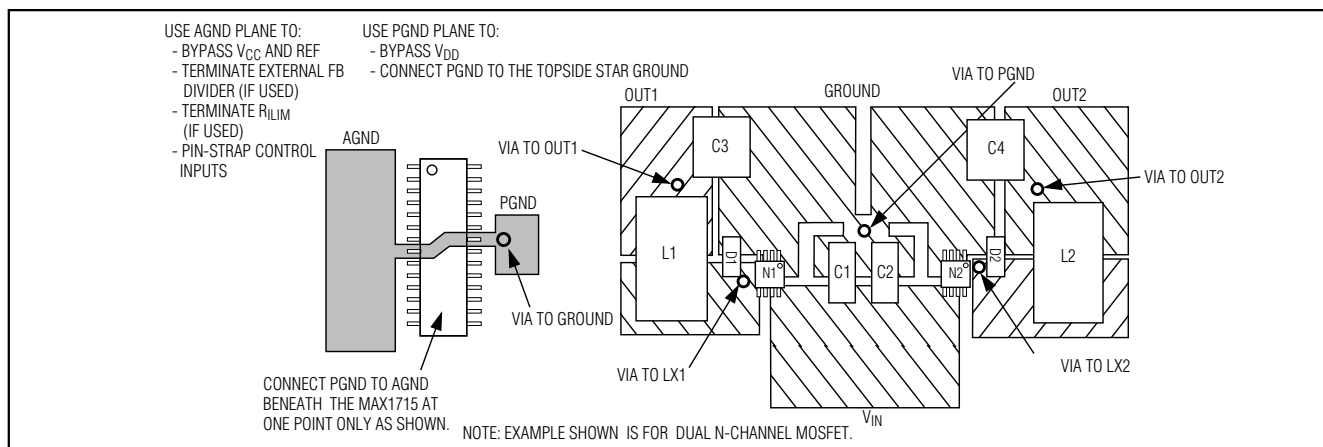 USE AGND PLANE TO:
- BYPASS VCC AND REF
- TERMINATE EXTERNAL FB
DIVIDER (IF USED)
- TERMINATE RILIM
(IF USED)
- PIN-STRAP CONTROL
INPUTS
USE PGND PLANE TO:
- BYPASS VDD
- CONNECT PGND TO THE TOPSIDE STAR GROUND
AGND
PGND
VIA TO GROUND
CONNECT PGND TO AGND
BENEATH THE MAX1715 AT
ONE POINT ONLY AS SHOWN.
OUT1
GROUND
VIA TO PGND
OUT2
C3
C4
VIA TO OUT1
VIA TO OUT2
L1
D1
N1
C1
C2
N2
D2
L2
VIA TO LX1
VIA TO LX2
VIN
NOTE: EXAMPLE SHOWN IS FOR DUAL N-CHANNEL MOSFET.